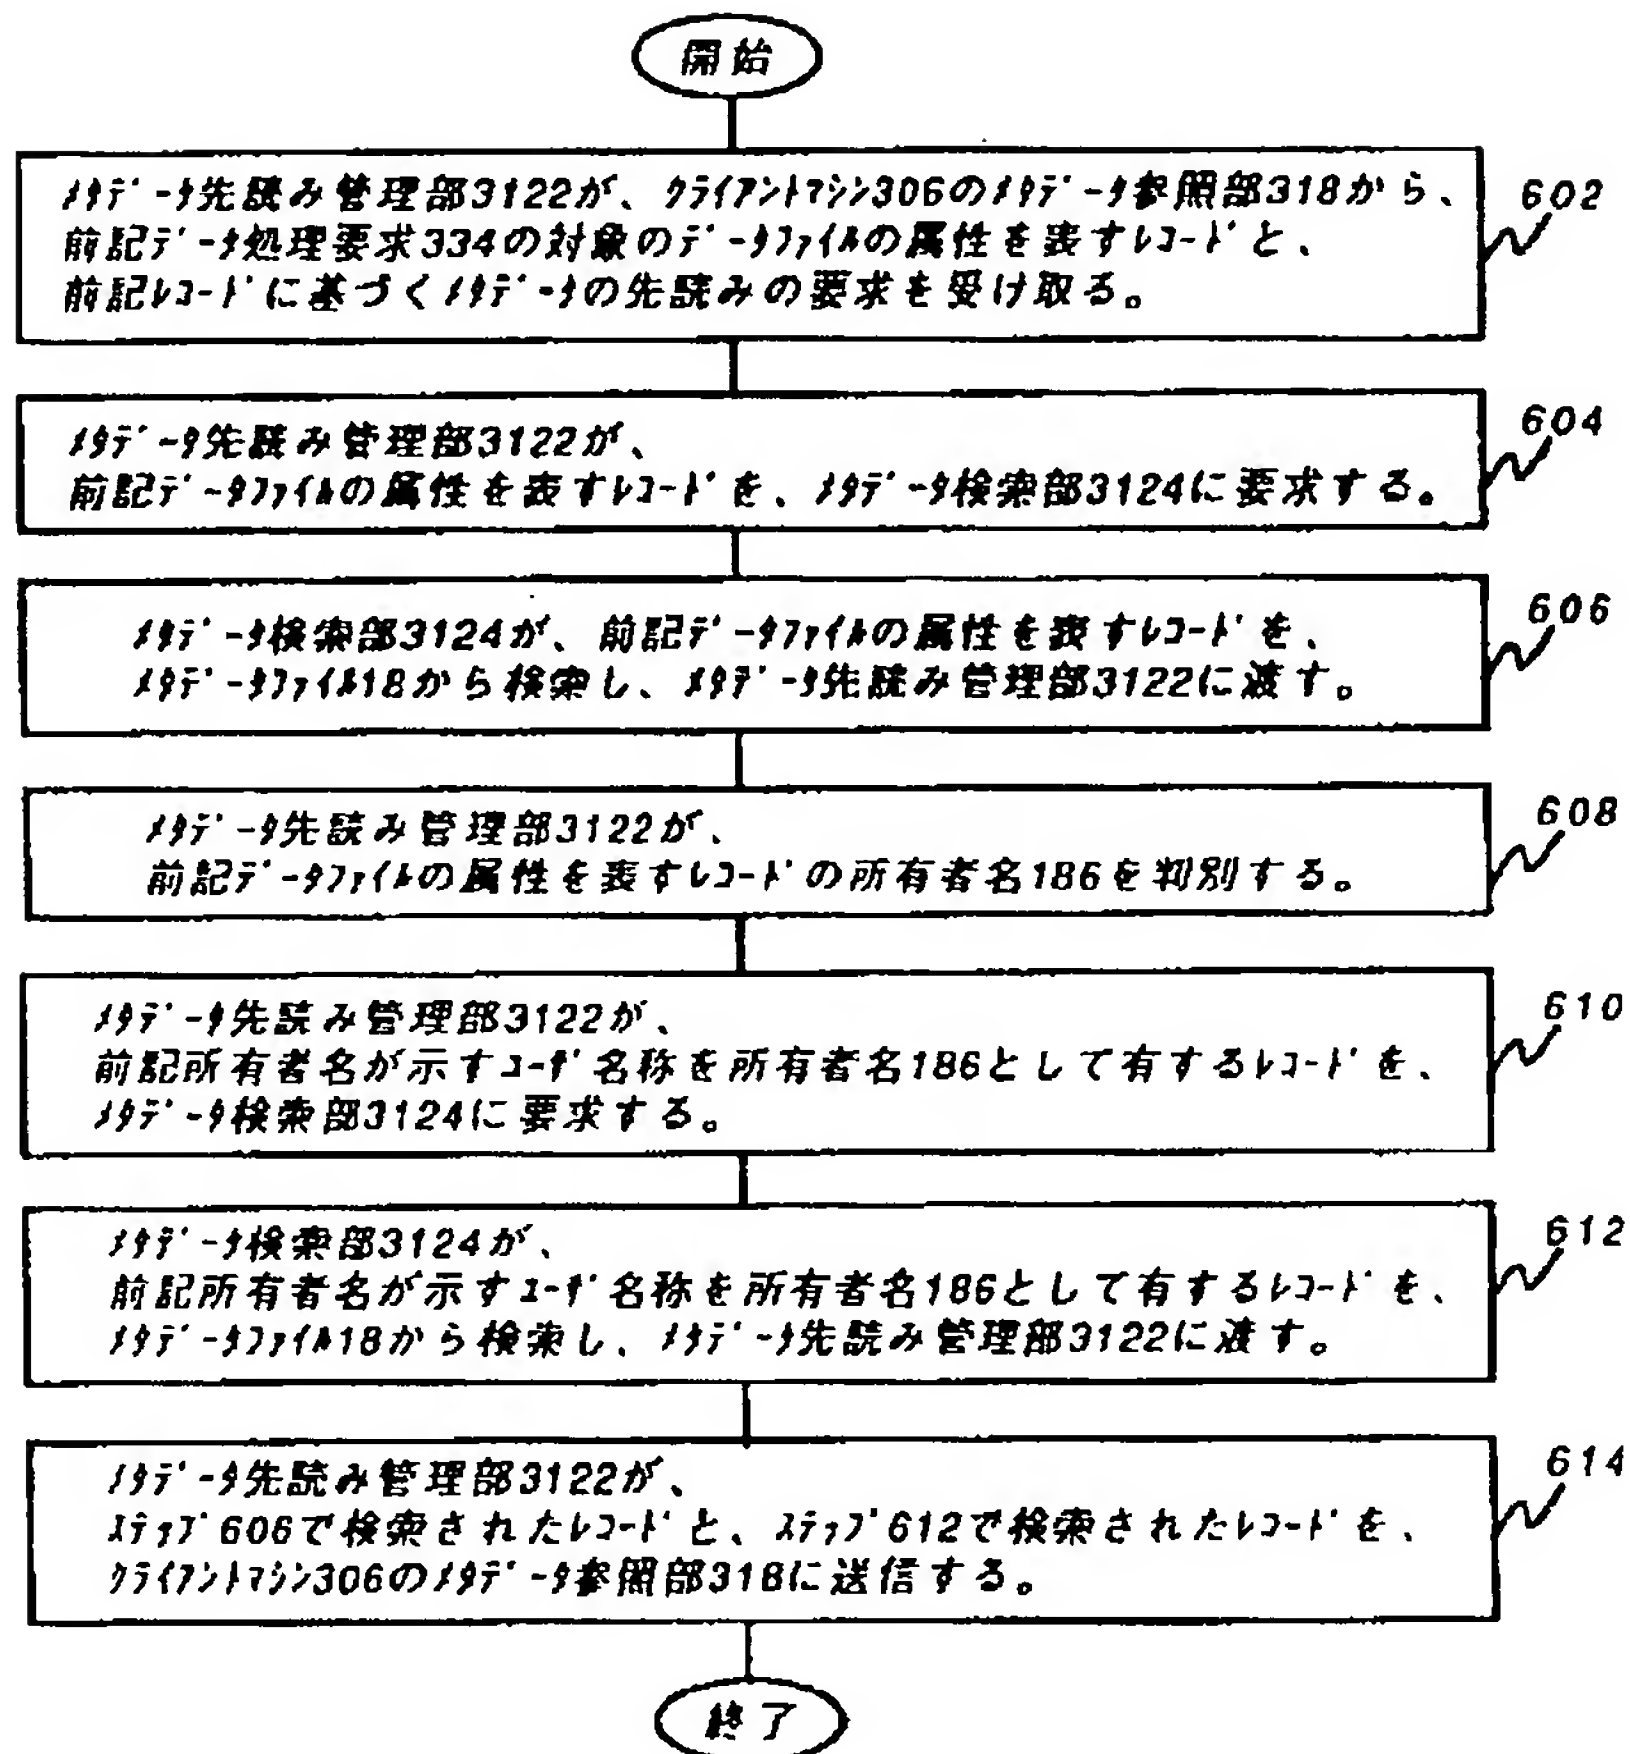 開始
ﾒﾀﾃﾞｰﾀ先読み管理部3122が、ｸﾗｲｱﾝﾄﾏｼﾝ306のﾒﾀﾃﾞｰﾀ参照部318から、
前記ﾃﾞｰﾀ処理要求334の対象のﾃﾞｰﾀﾌｧｲﾙの属性を表すﾚｺｰﾄﾞと、
前記ﾚｺｰﾄﾞに基づくﾒﾀﾃﾞｰﾀの先読みの要求を受け取る。
602
ﾒﾀﾃﾞｰﾀ先読み管理部3122が、
前記ﾃﾞｰﾀﾌｧｲﾙの属性を表すﾚｺｰﾄﾞを、ﾒﾀﾃﾞｰﾀ検索部3124に要求する。
604
ﾒﾀﾃﾞｰﾀ検索部3124が、前記ﾃﾞｰﾀﾌｧｲﾙの属性を表すﾚｺｰﾄﾞを、
ﾒﾀﾃﾞｰﾀﾌｧｲﾙ18から検索し、ﾒﾀﾃﾞｰﾀ先読み管理部3122に渡す。
606
ﾒﾀﾃﾞｰﾀ先読み管理部3122が、
前記ﾃﾞｰﾀﾌｧｲﾙの属性を表すﾚｺｰﾄﾞの所有者名186を判別する。
608
ﾒﾀﾃﾞｰﾀ先読み管理部3122が、
前記所有者名が示すﾕｰｻﾞ名称を所有者名186として有するﾚｺｰﾄﾞを、
ﾒﾀﾃﾞｰﾀ検索部3124に要求する。
610
ﾒﾀﾃﾞｰﾀ検索部3124が、
前記所有者名が示すﾕｰｻﾞ名称を所有者名186として有するﾚｺｰﾄﾞを、
ﾒﾀﾃﾞｰﾀﾌｧｲﾙ18から検索し、ﾒﾀﾃﾞｰﾀ先読み管理部3122に渡す。
612
ﾒﾀﾃﾞｰﾀ先読み管理部3122が、
ｽﾃｯﾌﾟ606で検索されたﾚｺｰﾄﾞと、ｽﾃｯﾌﾟ612で検索されたﾚｺｰﾄﾞを、
ｸﾗｲｱﾝﾄﾏｼﾝ306のﾒﾀﾃﾞｰﾀ参照部318に送信する。
614
終了